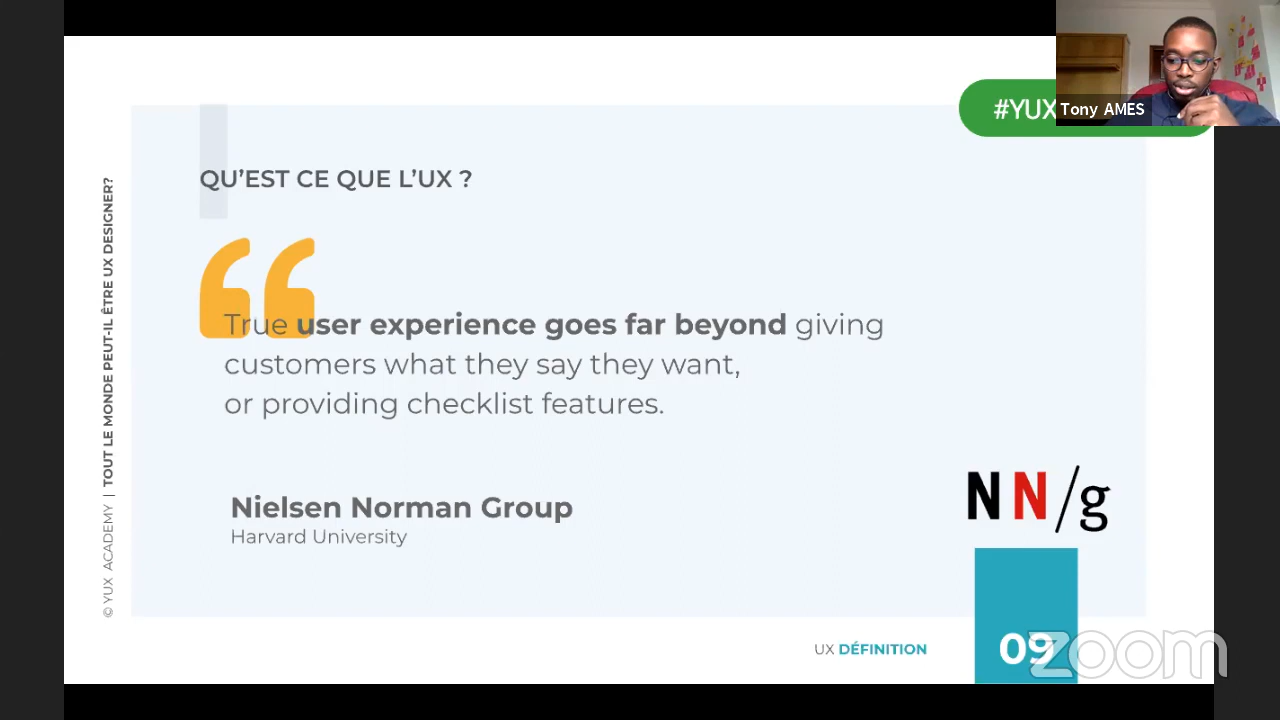 #YUX
Tony AMES
QU’EST CE QUE L’UX ?
True user experience goes far beyond giving
customers what they say they want,
or providing checklist features.
Nielsen Norman Group
Harvard University
NN/g
© YUX ACADEMY | TOUT LE MONDE PEUT-IL ÊTRE UX DESIGNER?
UX DÉFINITION
09
zoom